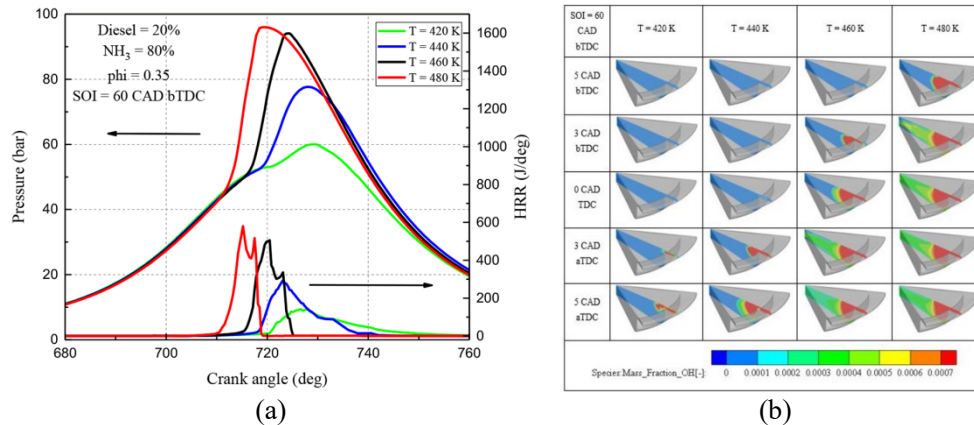 Diesel = 20%
NH₃ = 80%
phi = 0.35
SOI = 60 CAD bTDC
T = 420 K
T = 440 K
T = 460 K
T = 480 K
100
80
60
40
20
0
Pressure (bar)
1600
1400
1200
1000
800
600
400
200
0
HRR (J/deg)
680 700 720 740 760
Crank angle (deg)
(a)
SOI = 60
CAD
bTDC
T = 420 K T = 440 K T = 460 K T = 480 K
5 CAD
bTDC
3 CAD
bTDC
0 CAD
TDC
3 CAD
aTDC
5 CAD
aTDC
Species:Mass_Fraction_OH[-]:
0 0.0001 0.0002 0.0003 0.0004 0.0005 0.0006 0.0007
(b)